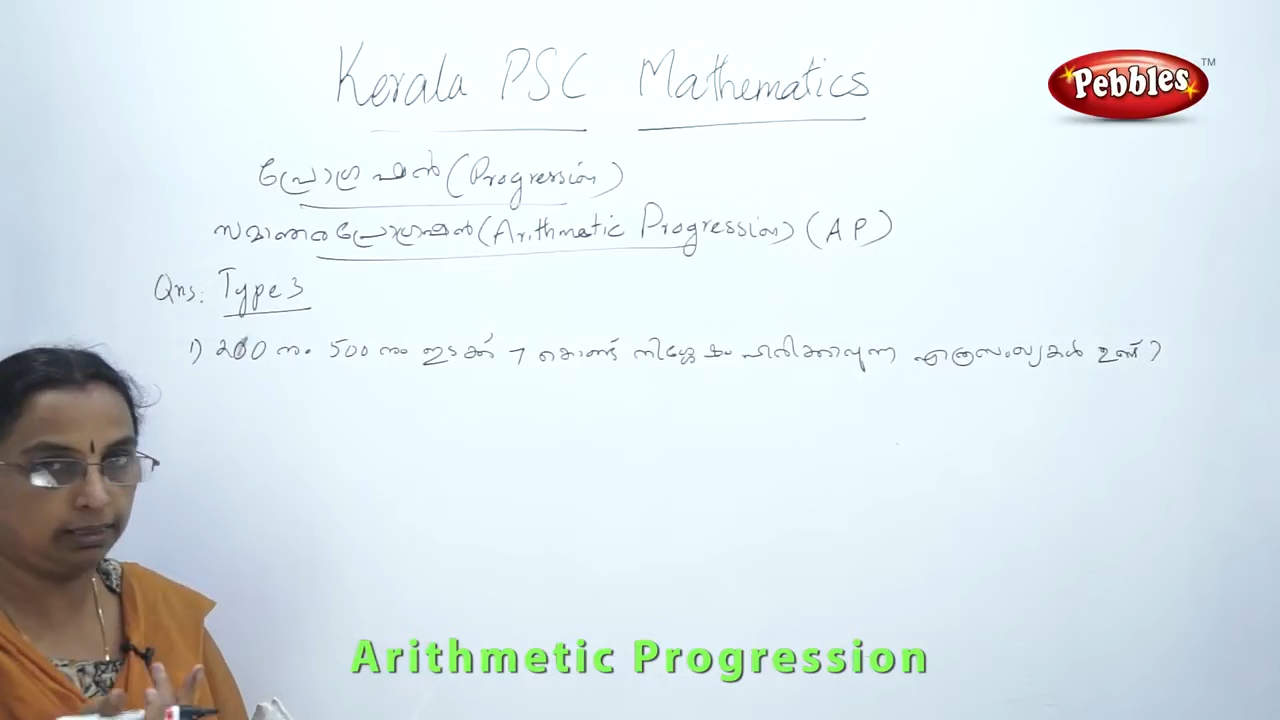 Kerala PSC Mathematics
Pebbles TM
പ്രോഗ്രഷൻ (Progression)
സമാന്തരപ്രോഗ്രഷൻ (Arithmetic Progression) (AP)
Qns: Type 3
1) 200 നും 500 നും ഇടക്ക് 7 കൊണ്ട് നിശ്ശേഷം ഹരിക്കാവുന്ന എത്ര സംഖ്യകൾ ഉണ്ട്?
Arithmetic Progression